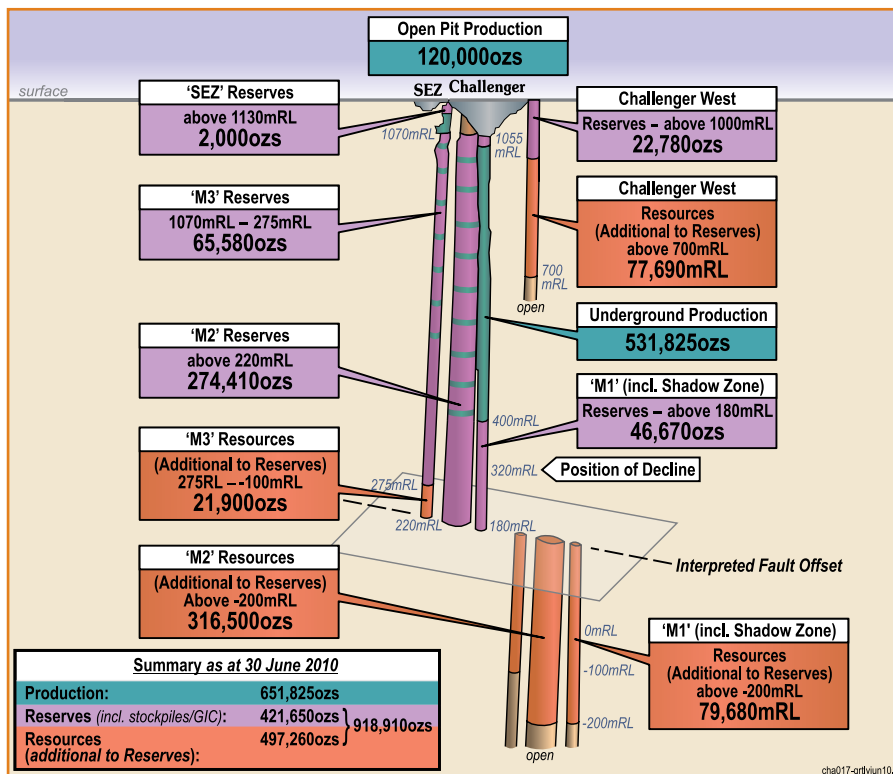 Open Pit Production
120,000ozs
surface
SEZ Challenger
'SEZ' Reserves
above 1130mRL
2,000ozs
1070mRL
1055
mRL
Challenger West
Reserves – above 1000mRL
22,780ozs
'M3' Reserves
1070mRL – 275mRL
65,580ozs
Challenger West
Resources
(Additional to Reserves)
above 700mRL
77,690mRL
700
mRL
open
Underground Production
531,825ozs
'M2' Reserves
above 220mRL
274,410ozs
'M1' (incl. Shadow Zone)
Reserves – above 180mRL
46,670ozs
400mRL
'M3' Resources
(Additional to Reserves)
275RL – -100mRL
21,900ozs
320mRL
Position of Decline
275mRL
220mRL
180mRL
'M2' Resources
(Additional to Reserves)
Above -200mRL
316,500ozs
Interpreted Fault Offset
0mRL
-100mRL
-200mRL
open
'M1' (incl. Shadow Zone)
Resources
(Additional to Reserves)
above -200mRL
79,680mRL
Summary as at 30 June 2010
Production: 651,825ozs
Reserves (incl. stockpiles/GIC): 421,650ozs
918,910ozs
Resources 497,260ozs
(additional to Reserves):